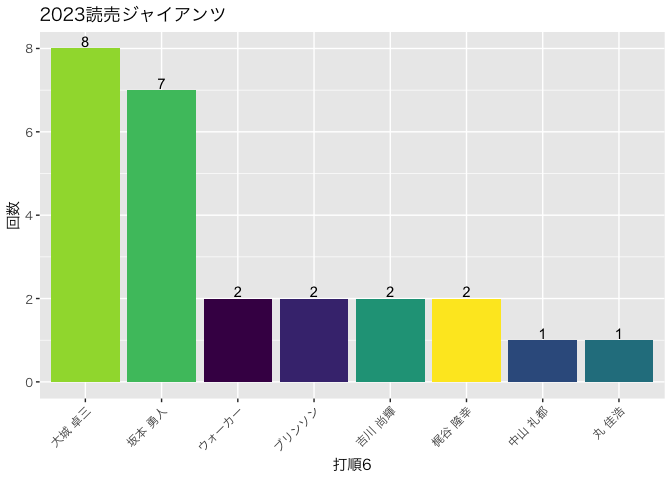 2023読売ジャイアンツ
8
7
2
2
2
2
1
1
8
6
4
2
0
回数
大城 卓三
坂本 勇人
ウォーカー
ブリンソン
吉川 尚輝
梶谷 隆幸
中山 礼都
丸 佳浩
打順6